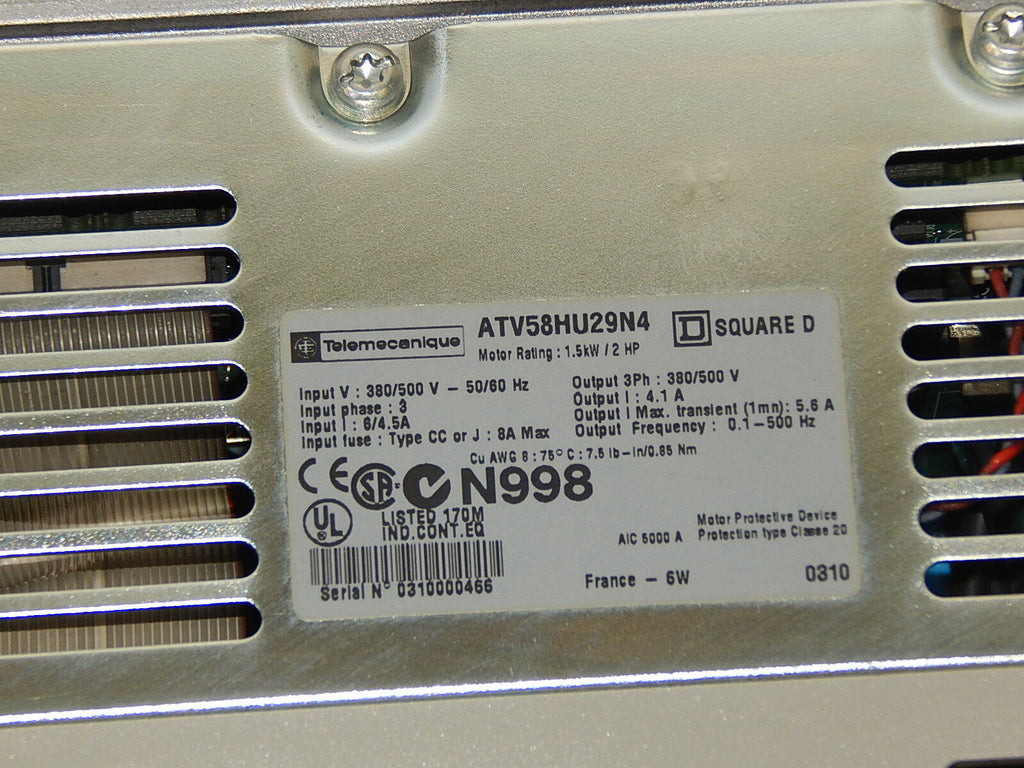 Telemecanique
ATV58HU29N4
SQUARE D
Motor Rating : 1.5kW / 2 HP
Input V : 380/500 V – 50/60 Hz
Input phase : 3
Input I : 6/4.5A
Input fuse : Type CC or J : 8A Max
Output 3Ph : 380/500 V
Output I : 4.1 A
Output I Max. transient (1mn): 5.6 A
Output Frequency : 0.1–500 Hz
Cu AWG 8 : 75°C : 7.5 lb–in/0.85 Nm
CE SA N998
UL LISTED 170M
IND.CONT.EQ
AIC 5000 A
Motor Protective Device
Protection type Classe 20
Serial N° 0310000466
France – 6W
0310